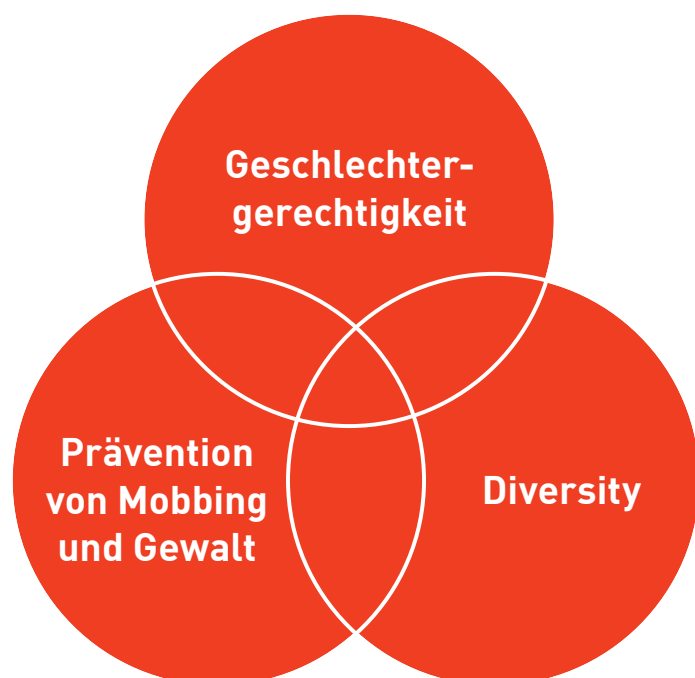 Geschlechter-
gerechtigkeit
Prävention
von Mobbing
und Gewalt
Diversity